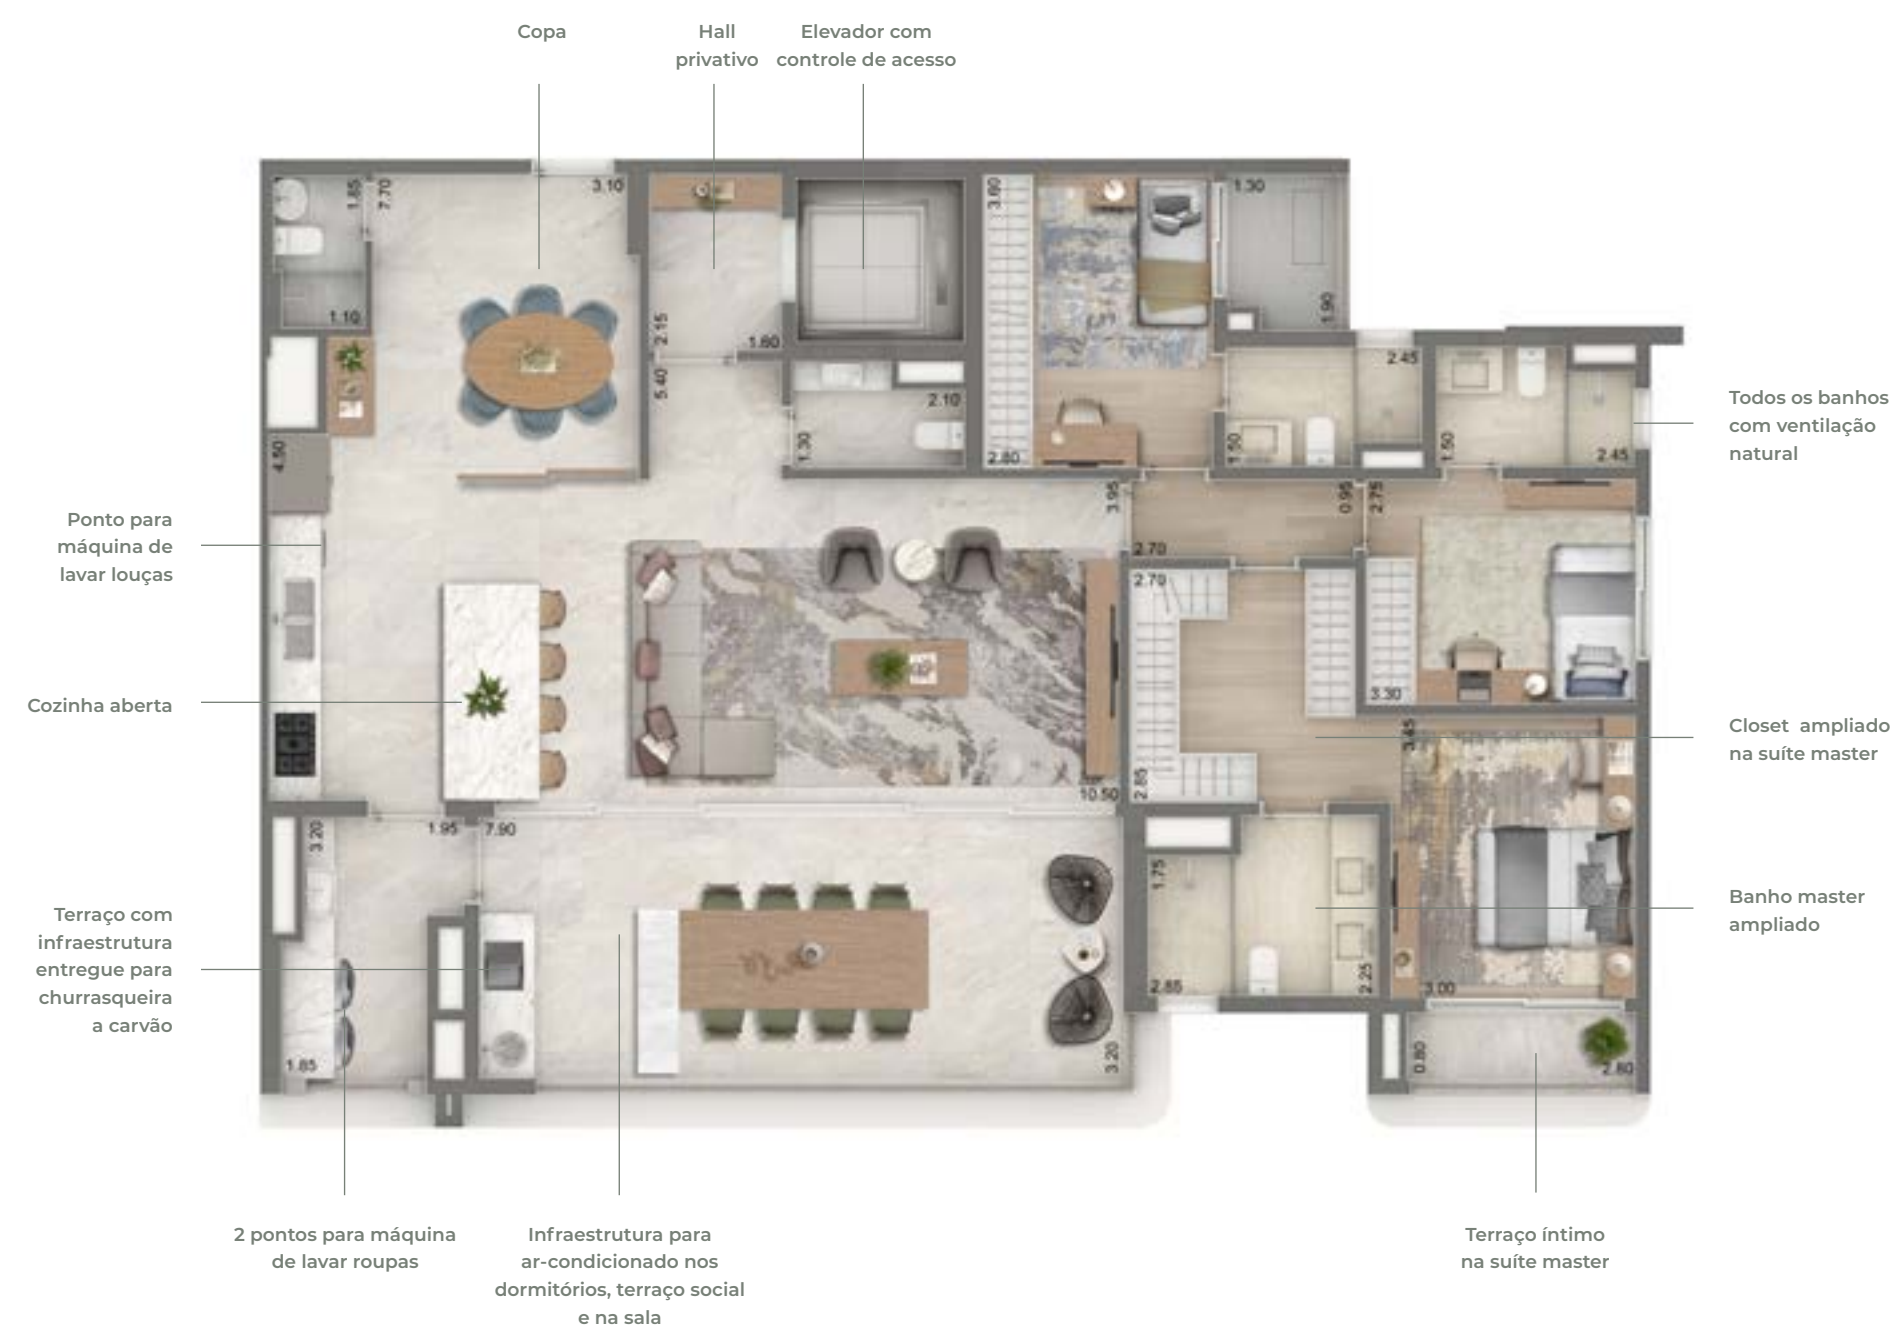 Copa
Hall
privativo
Elevador com
controle de acesso
1.85
7.70
3.10
3.60
1.30
1.90
1.10
2.15
1.60
5.40
2.10
1.30
2.80
2.45
1.50
1.50
2.45
4.50
Todos os banhos
com ventilação
natural
3.95
0.95
2.75
2.70
2.70
Ponto para
máquina de
lavar louças
Cozinha aberta
3.30
3.45
Closet  ampliado
na suíte master
2.85
10.50
3.20
1.95
7.90
1.75
Banho master
ampliado
Terraço com
infraestrutura
entregue para
churrasqueira
a carvão
2.85
2.25
3.00
1.85
3.20
0.80
2.80
2 pontos para máquina
de lavar roupas
Infraestrutura para
ar-condicionado nos
dormitórios, terraço social
e na sala
Terraço íntimo
na suíte master